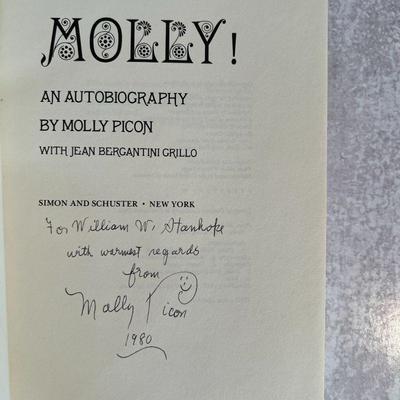 MOLLY!
AN AUTOBIOGRAPHY
BY MOLLY PICON
WITH JEAN BERGANTINI GRILLO
SIMON AND SCHUSTER • NEW YORK
For William W.
with warmest regards
from
Molly Picon
1980